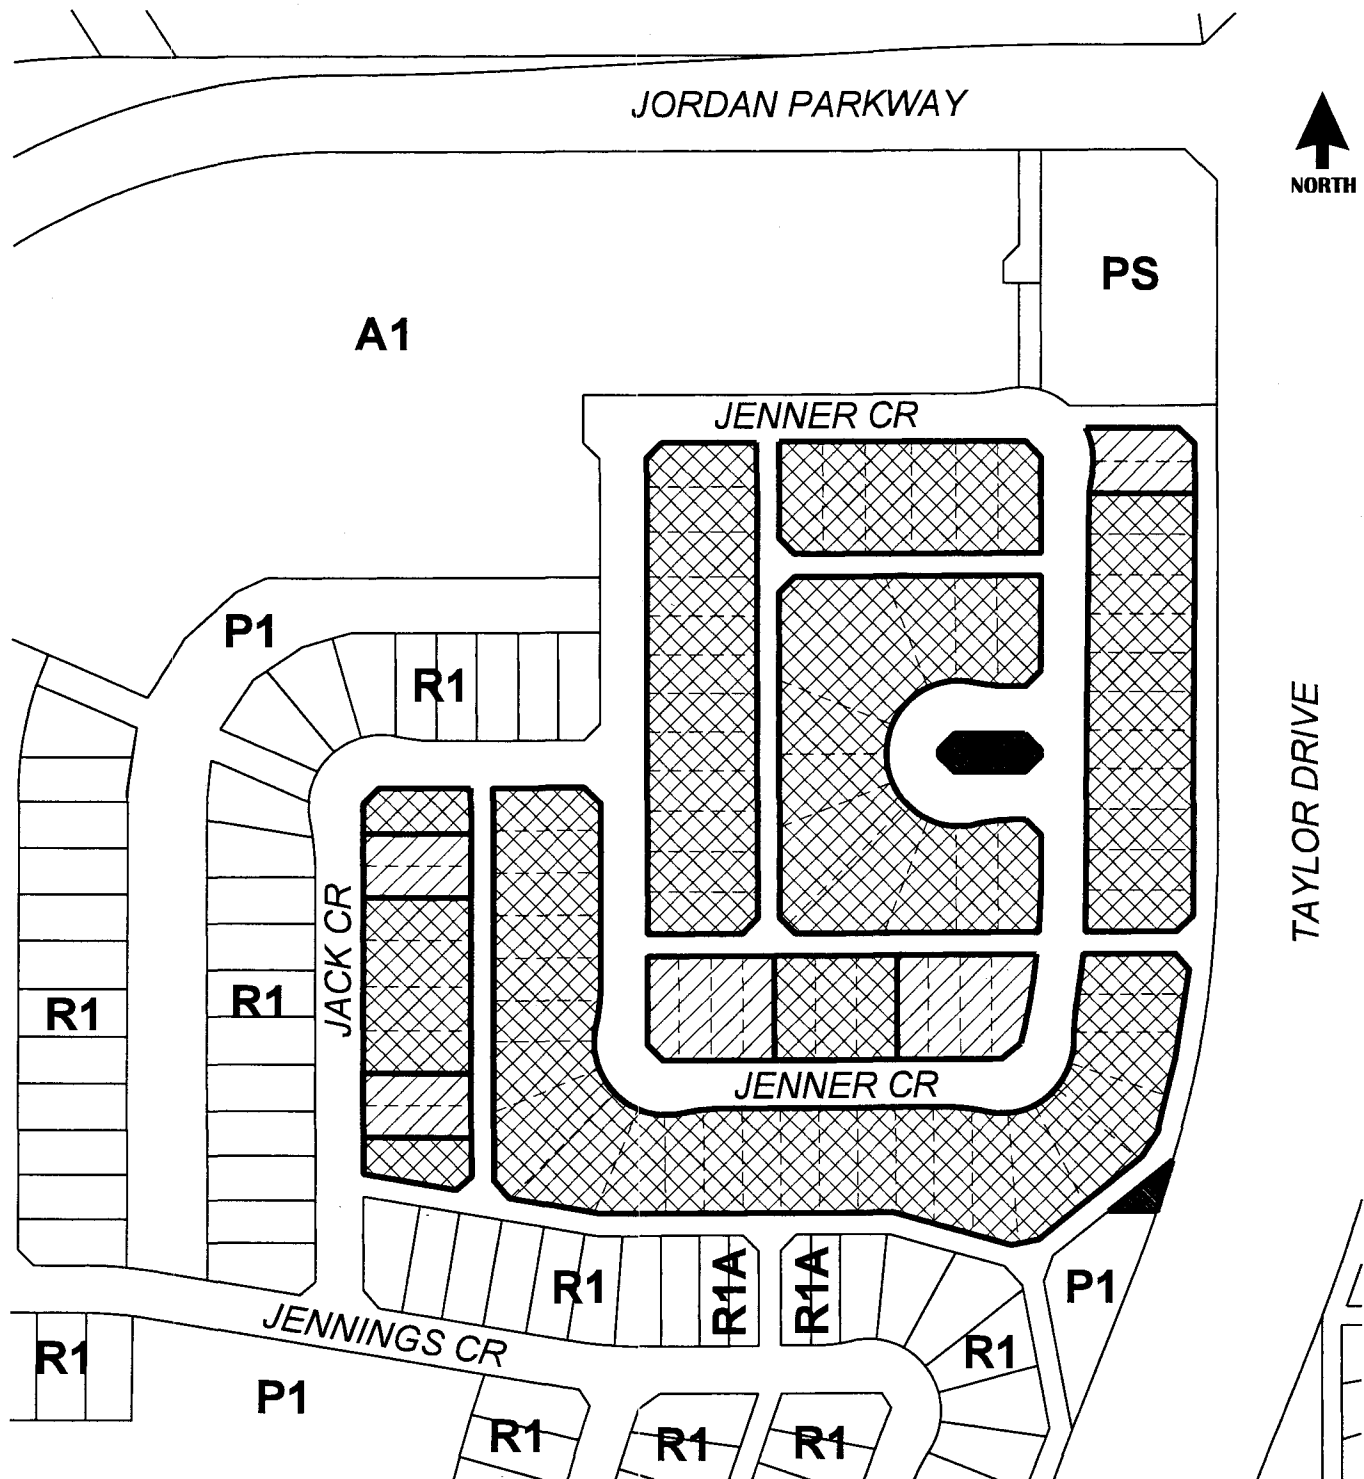 JORDAN PARKWAY
NORTH
PS
A1
JENNER CR
P1
R1
TAYLOR DRIVE
JACK CR
R1
R1
JENNER CR
R1
R1A
R1A
P1
JENNINGS CR
R1
R1
P1
R1
R1
R1